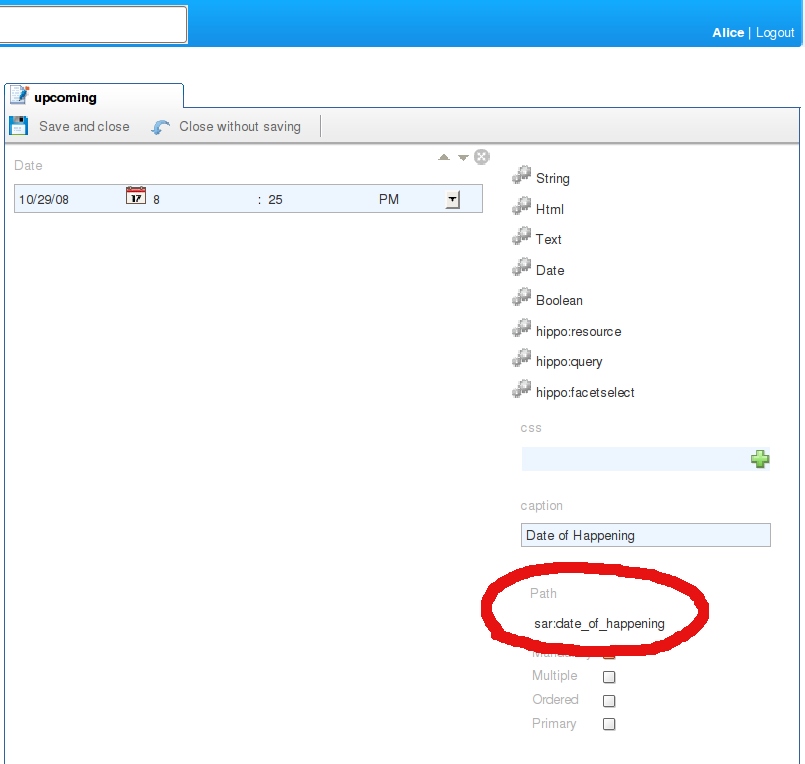 Alice | Logout
upcoming
Save and close Close without saving
Date
10/29/08 17 8 : 25 PM
String
Html
Text
Date
Boolean
hippo:resource
hippo:query
hippo:facetselect
css
caption
Date of Happening
Path
sar:date_of_happening
Multiple
Ordered
Primary